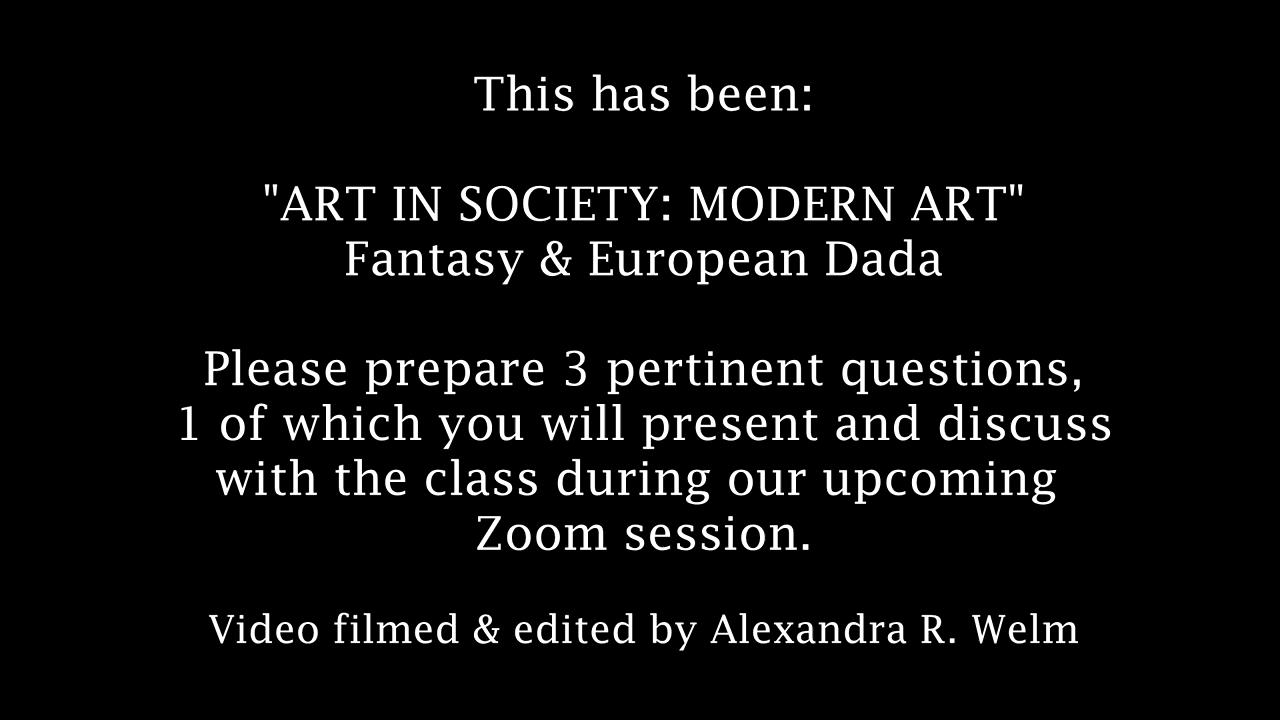 This has been:
"ART IN SOCIETY: MODERN ART"
Fantasy & European Dada
Please prepare 3 pertinent questions,
1 of which you will present and discuss
with the class during our upcoming
Zoom session.
Video filmed & edited by Alexandra R. Welm